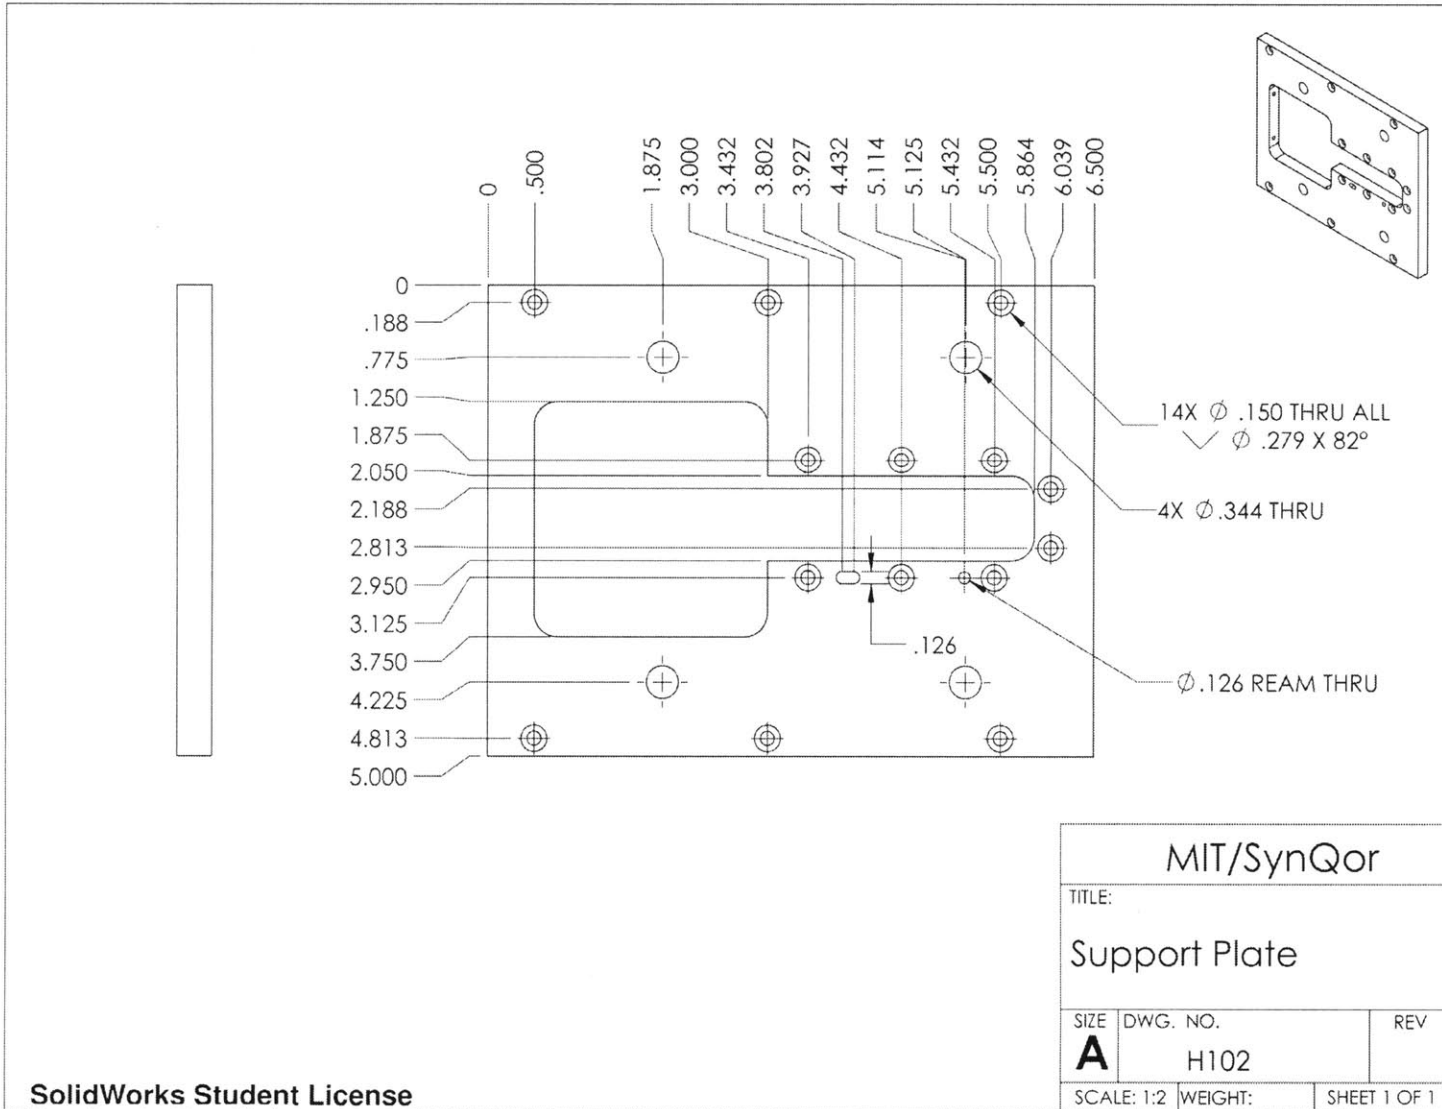 0
.500
1.875
3.000
3.432
3.802
3.927
4.432
5.114
5.125
5.432
5.500
5.864
6.039
6.500
0
.188
.775
1.250
1.875
2.050
2.188
2.813
2.950
3.125
3.750
4.225
4.813
5.000
14X Ø .150 THRU ALL
⌵ Ø .279 X 82°
4X Ø .344 THRU
.126
Ø .126 REAM THRU
MIT/SynQor
TITLE:
Support Plate
SIZE DWG. NO. REV
A H102
SCALE: 1:2 WEIGHT: SHEET 1 OF 1
SolidWorks Student License